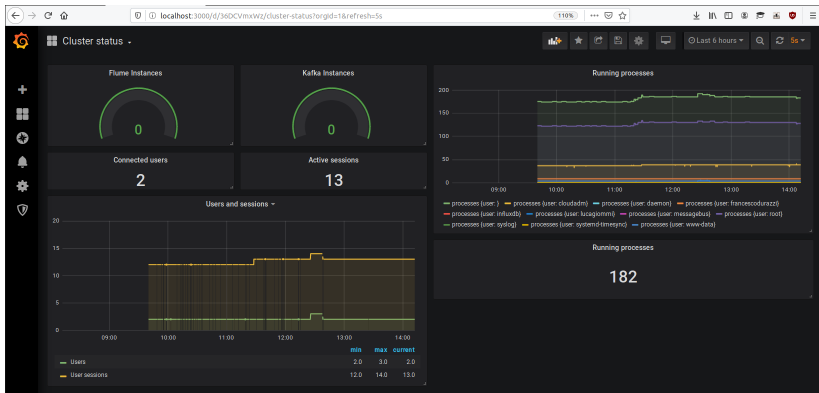 localhost:3000/d/36DCVmxWz/cluster-status?orgId=1&refresh=5s
110%
Cluster status
Last 6 hours
5s
Flume Instances
0
Kafka Instances
0
Connected users
2
Active sessions
13
Users and sessions
20
15
10
5
0
09:00 10:00 11:00 12:00 13:00 14:00
min max current
Users 2.0 3.0 2.0
User sessions 12.0 14.0 13.0
Running processes
200
150
100
50
0
09:00 10:00 11:00 12:00 13:00 14:00
processes {user: } processes {user: cloudadm} processes {user: daemon} processes {user: francescodurazzi}
processes {user: influxdb} processes {user: lucagiommi} processes {user: messagebus} processes {user: root}
processes {user: syslog} processes {user: systemd-timesync} processes {user: www-data}
Running processes
182